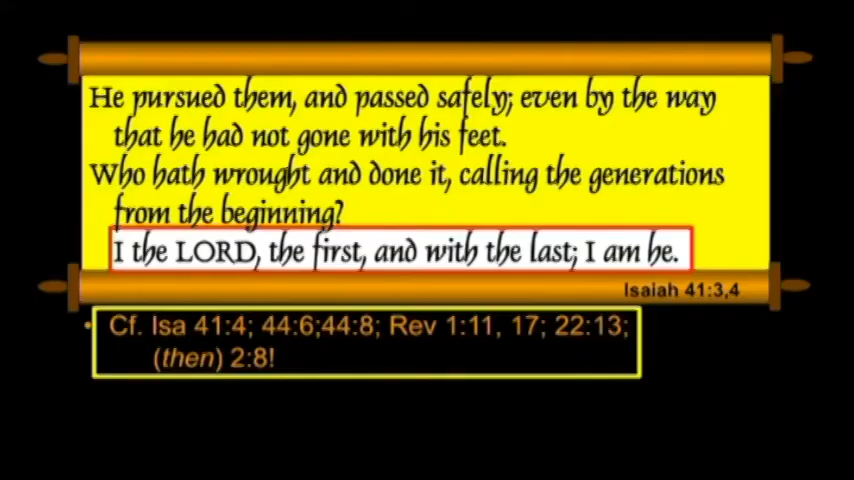 He pursued them, and passed safely; even by the way
that he had not gone with his feet.
Who hath wrought and done it, calling the generations
from the beginning?
I the LORD, the first, and with the last; I am he.
Isaiah 41:3,4
• Cf. Isa 41:4; 44:6;44:8; Rev 1:11, 17; 22:13;
(then) 2:8!